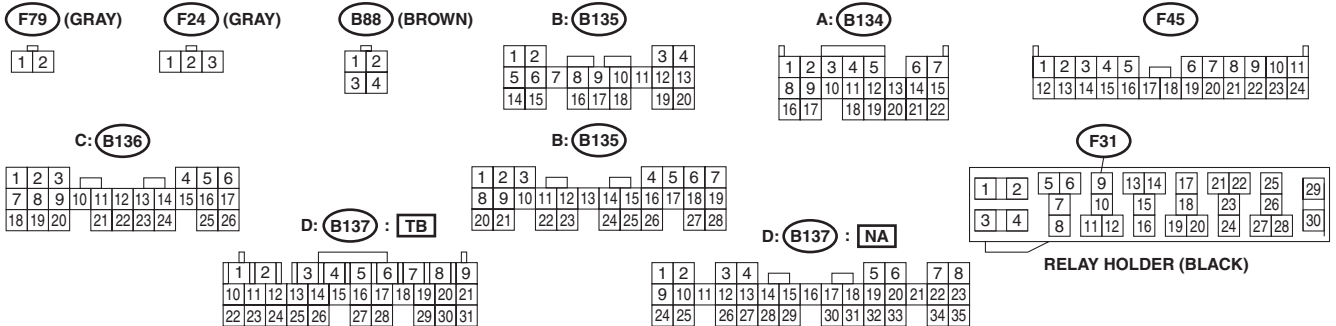 F79 (GRAY)
1 2
F24 (GRAY)
1 2 3
B88 (BROWN)
1 2
3 4
B: B135
1 2 3 4
5 6 7 8 9 10 11 12 13
14 15 16 17 18 19 20
A: B134
1 2 3 4 5 6 7
8 9 10 11 12 13 14 15
16 17 18 19 20 21 22
F45
1 2 3 4 5 6 7 8 9 10 11
12 13 14 15 16 17 18 19 20 21 22 23 24
C: B136
1 2 3 4 5 6
7 8 9 10 11 12 13 14 15 16 17
18 19 20 21 22 23 24 25 26
B: B135
1 2 3 4 5 6 7
8 9 10 11 12 13 14 15 16 17 18 19
20 21 22 23 24 25 26 27 28
F31
1 2 5 6 9 13 14 17 21 22 25 29
7 10 15 18 23 26
3 4 8 11 12 16 19 20 24 27 28 30
RELAY HOLDER (BLACK)
D: B137 : TB
1 2 3 4 5 6 7 8 9
10 11 12 13 14 15 16 17 18 19 20 21
22 23 24 25 26 27 28 29 30 31
D: B137 : NA
1 2 3 4 5 6 7 8
9 10 11 12 13 14 15 16 17 18 19 20 21 22 23
24 25 26 27 28 29 30 31 32 33 34 35